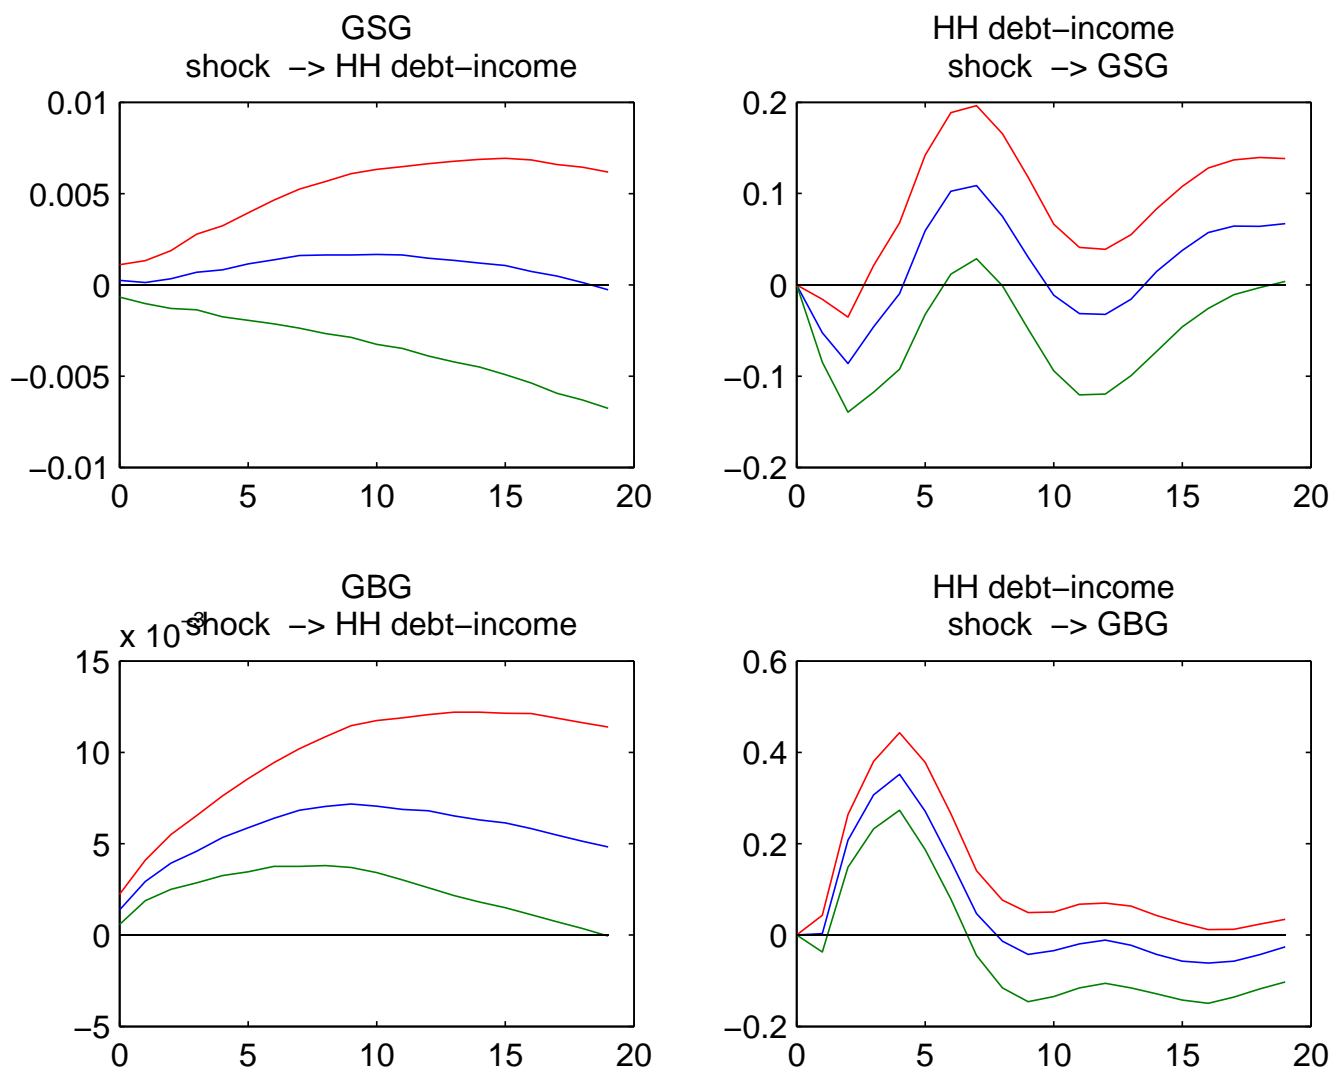 GSG
shock −> HH debt−income
0.01
0.005
0
−0.005
−0.01
0 5 10 15 20
HH debt−income
shock −> GSG
0.2
0.1
0
−0.1
−0.2
0 5 10 15 20
GBG
shock −> HH debt−income
x 10−3
15
10
5
0
−5
0 5 10 15 20
HH debt−income
shock −> GBG
0.6
0.4
0.2
0
−0.2
0 5 10 15 20